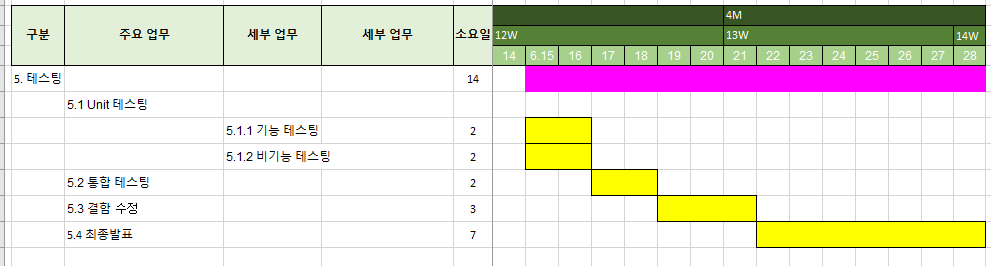 4M
구분 주요 업무 세부 업무 세부 업무 소요일 12W 13W 14W
14 6.15 16 17 18 19 20 21 22 23 24 25 26 27 28
5. 테스팅 14
5.1 Unit 테스팅
5.1.1 기능 테스팅 2
5.1.2 비기능 테스팅 2
5.2 통합 테스팅 2
5.3 결함 수정 3
5.4 최종발표 7